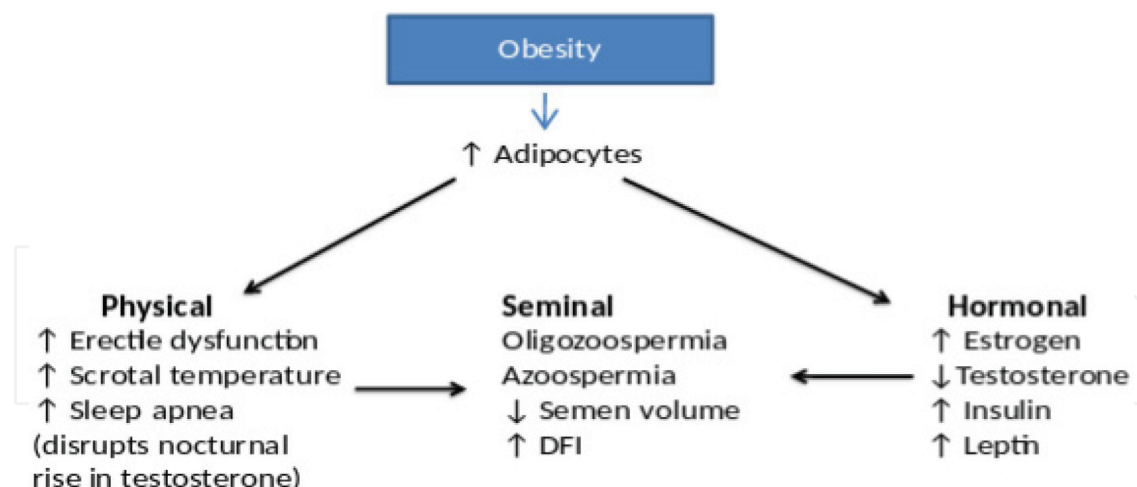 Obesity
↑ Adipocytes
Physical
↑ Erectile dysfunction
↑ Scrotal temperature
↑ Sleep apnea
(disrupts nocturnal
rise in testosterone)
Seminal
Oligozoospermia
Azoospermia
↓ Semen volume
↑ DFI
Hormonal
↑ Estrogen
↓Testosterone
↑ Insulin
↑ Leptin